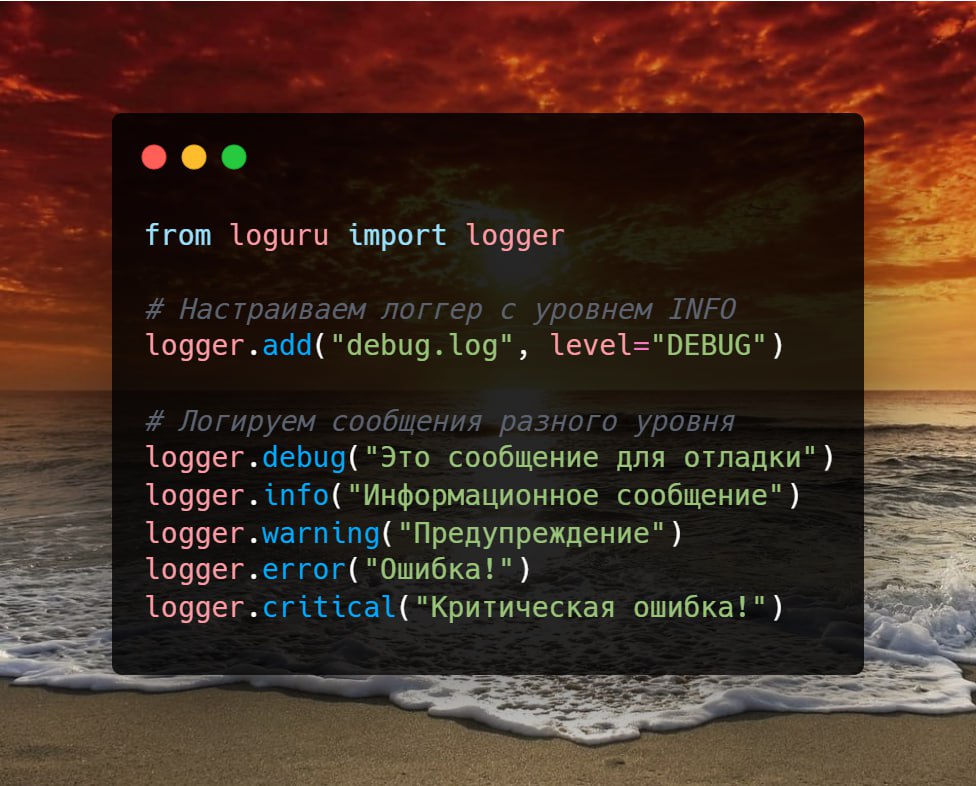 from loguru import logger
# Настраиваем логгер с уровнем INFO
logger.add("debug.log", level="DEBUG")
# Логируем сообщения разного уровня
logger.debug("Это сообщение для отладки")
logger.info("Информационное сообщение")
logger.warning("Предупреждение")
logger.error("Ошибка!")
logger.critical("Критическая ошибка!")